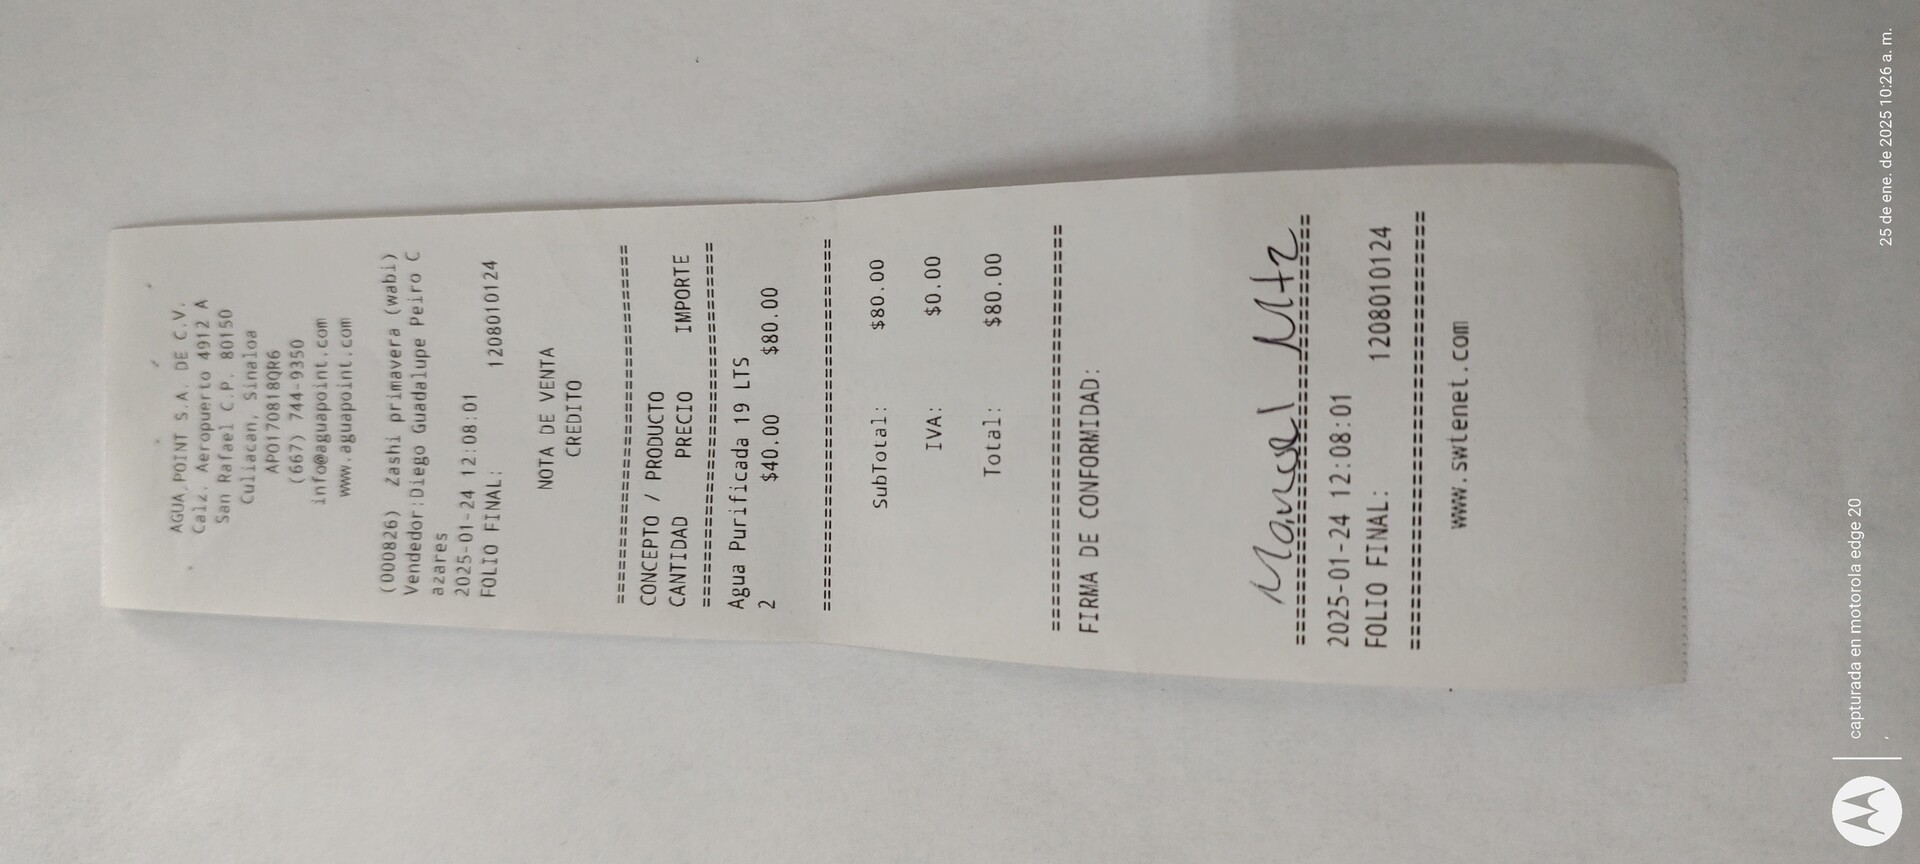 AGUA POINT S.A. DE C.V.
Calz. Aeropuerto 4912 A
San Rafael C.P. 80150
Culiacan, Sinaloa
APO170818QR6
(667) 744-9350
info@aguapoint.com
www.aguapoint.com
(000826)  Zashi primavera (wabi)
Vendedor:Diego Guadalupe Peiro C
azares
2025-01-24 12:08:01
FOLIO FINAL: 1208010124
NOTA DE VENTA
CREDITO
================================
CONCEPTO / PRODUCTO
CANTIDAD PRECIO IMPORTE
================================
Agua Purificada 19 LTS
2 $40.00 $80.00
================================
SubTotal: $80.00
IVA: $0.00
Total: $80.00
================================
FIRMA DE CONFORMIDAD:
Manuel Mtz
================================
2025-01-24 12:08:01
FOLIO FINAL: 1208010124
================================
www.swtenet.com
capturada en motorola edge 20
25 de ene. de 2025 10:26 a. m.